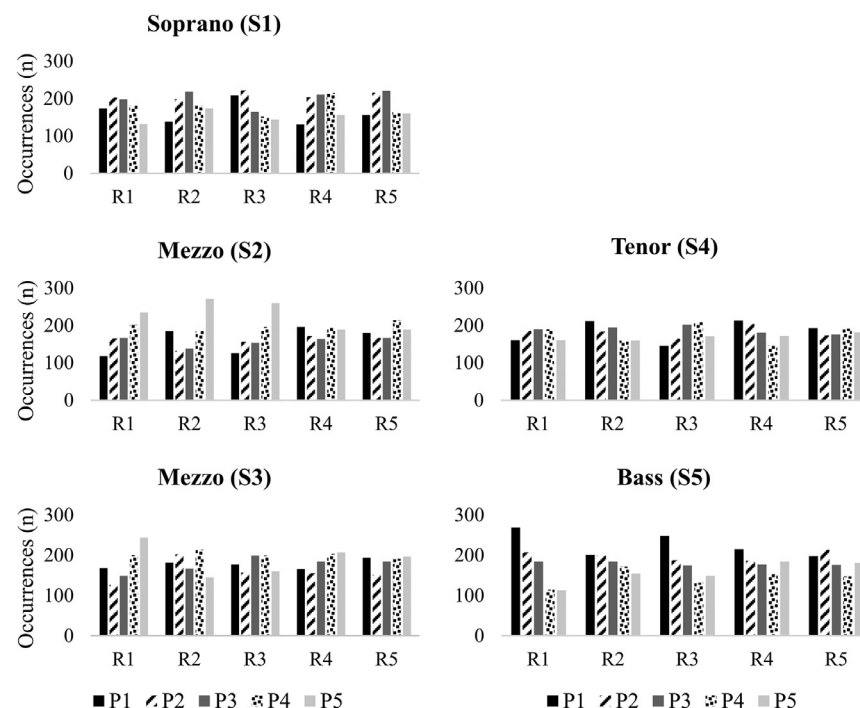 Soprano (S1)
Occurrences (n)
300
200
100
0
R1 R2 R3 R4 R5
Mezzo (S2)
300
200
100
0
R1 R2 R3 R4 R5
Tenor (S4)
300
200
100
0
R1 R2 R3 R4 R5
Mezzo (S3)
Occurrences (n)
300
200
100
0
R1 R2 R3 R4 R5
P1 P2 P3 P4 P5
Bass (S5)
300
200
100
0
R1 R2 R3 R4 R5
P1 P2 P3 P4 P5
Occurrences (n)